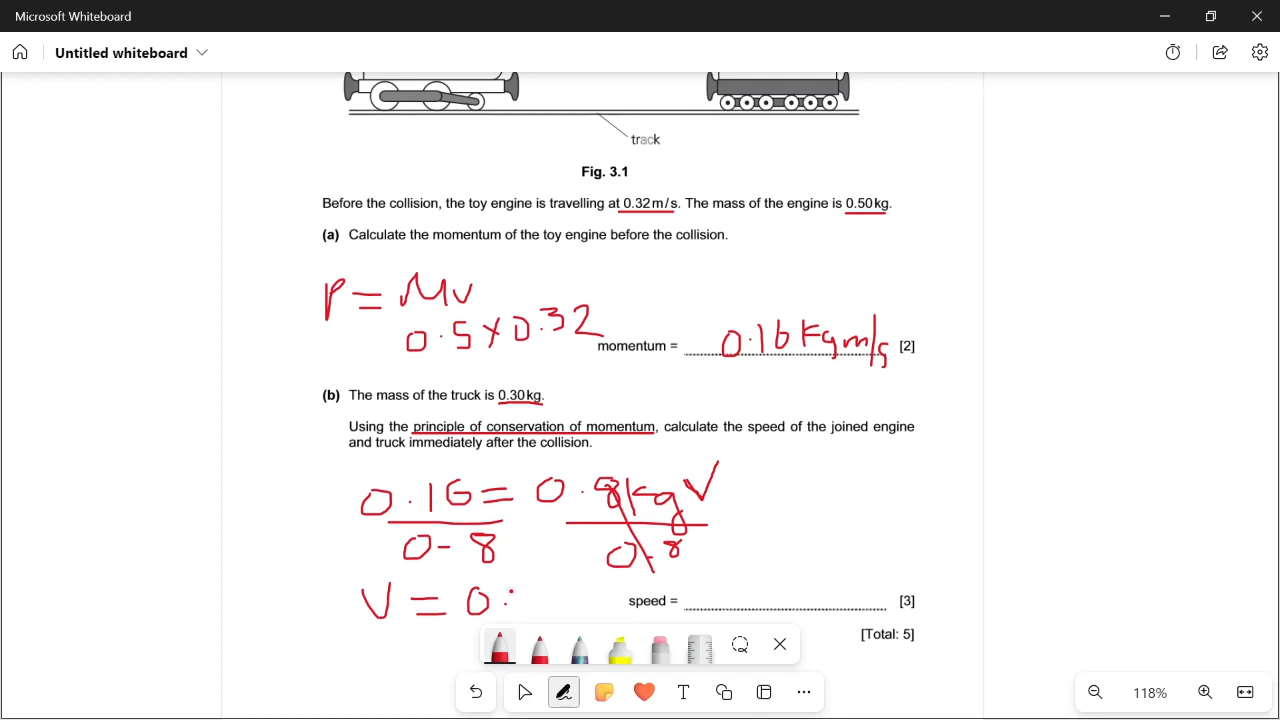 Microsoft Whiteboard
Untitled whiteboard
track
Fig. 3.1
Before the collision, the toy engine is travelling at 0.32 m/s. The mass of the engine is 0.50 kg.
(a) Calculate the momentum of the toy engine before the collision.
P = Mv
0.5 x 0.32
momentum = 0.16 kgm/s [2]
(b) The mass of the truck is 0.30 kg.
Using the principle of conservation of momentum, calculate the speed of the joined engine
and truck immediately after the collision.
0.16 = 0.8kg V
0-8 0.8
V = 0.
speed = [3]
[Total: 5]
118%